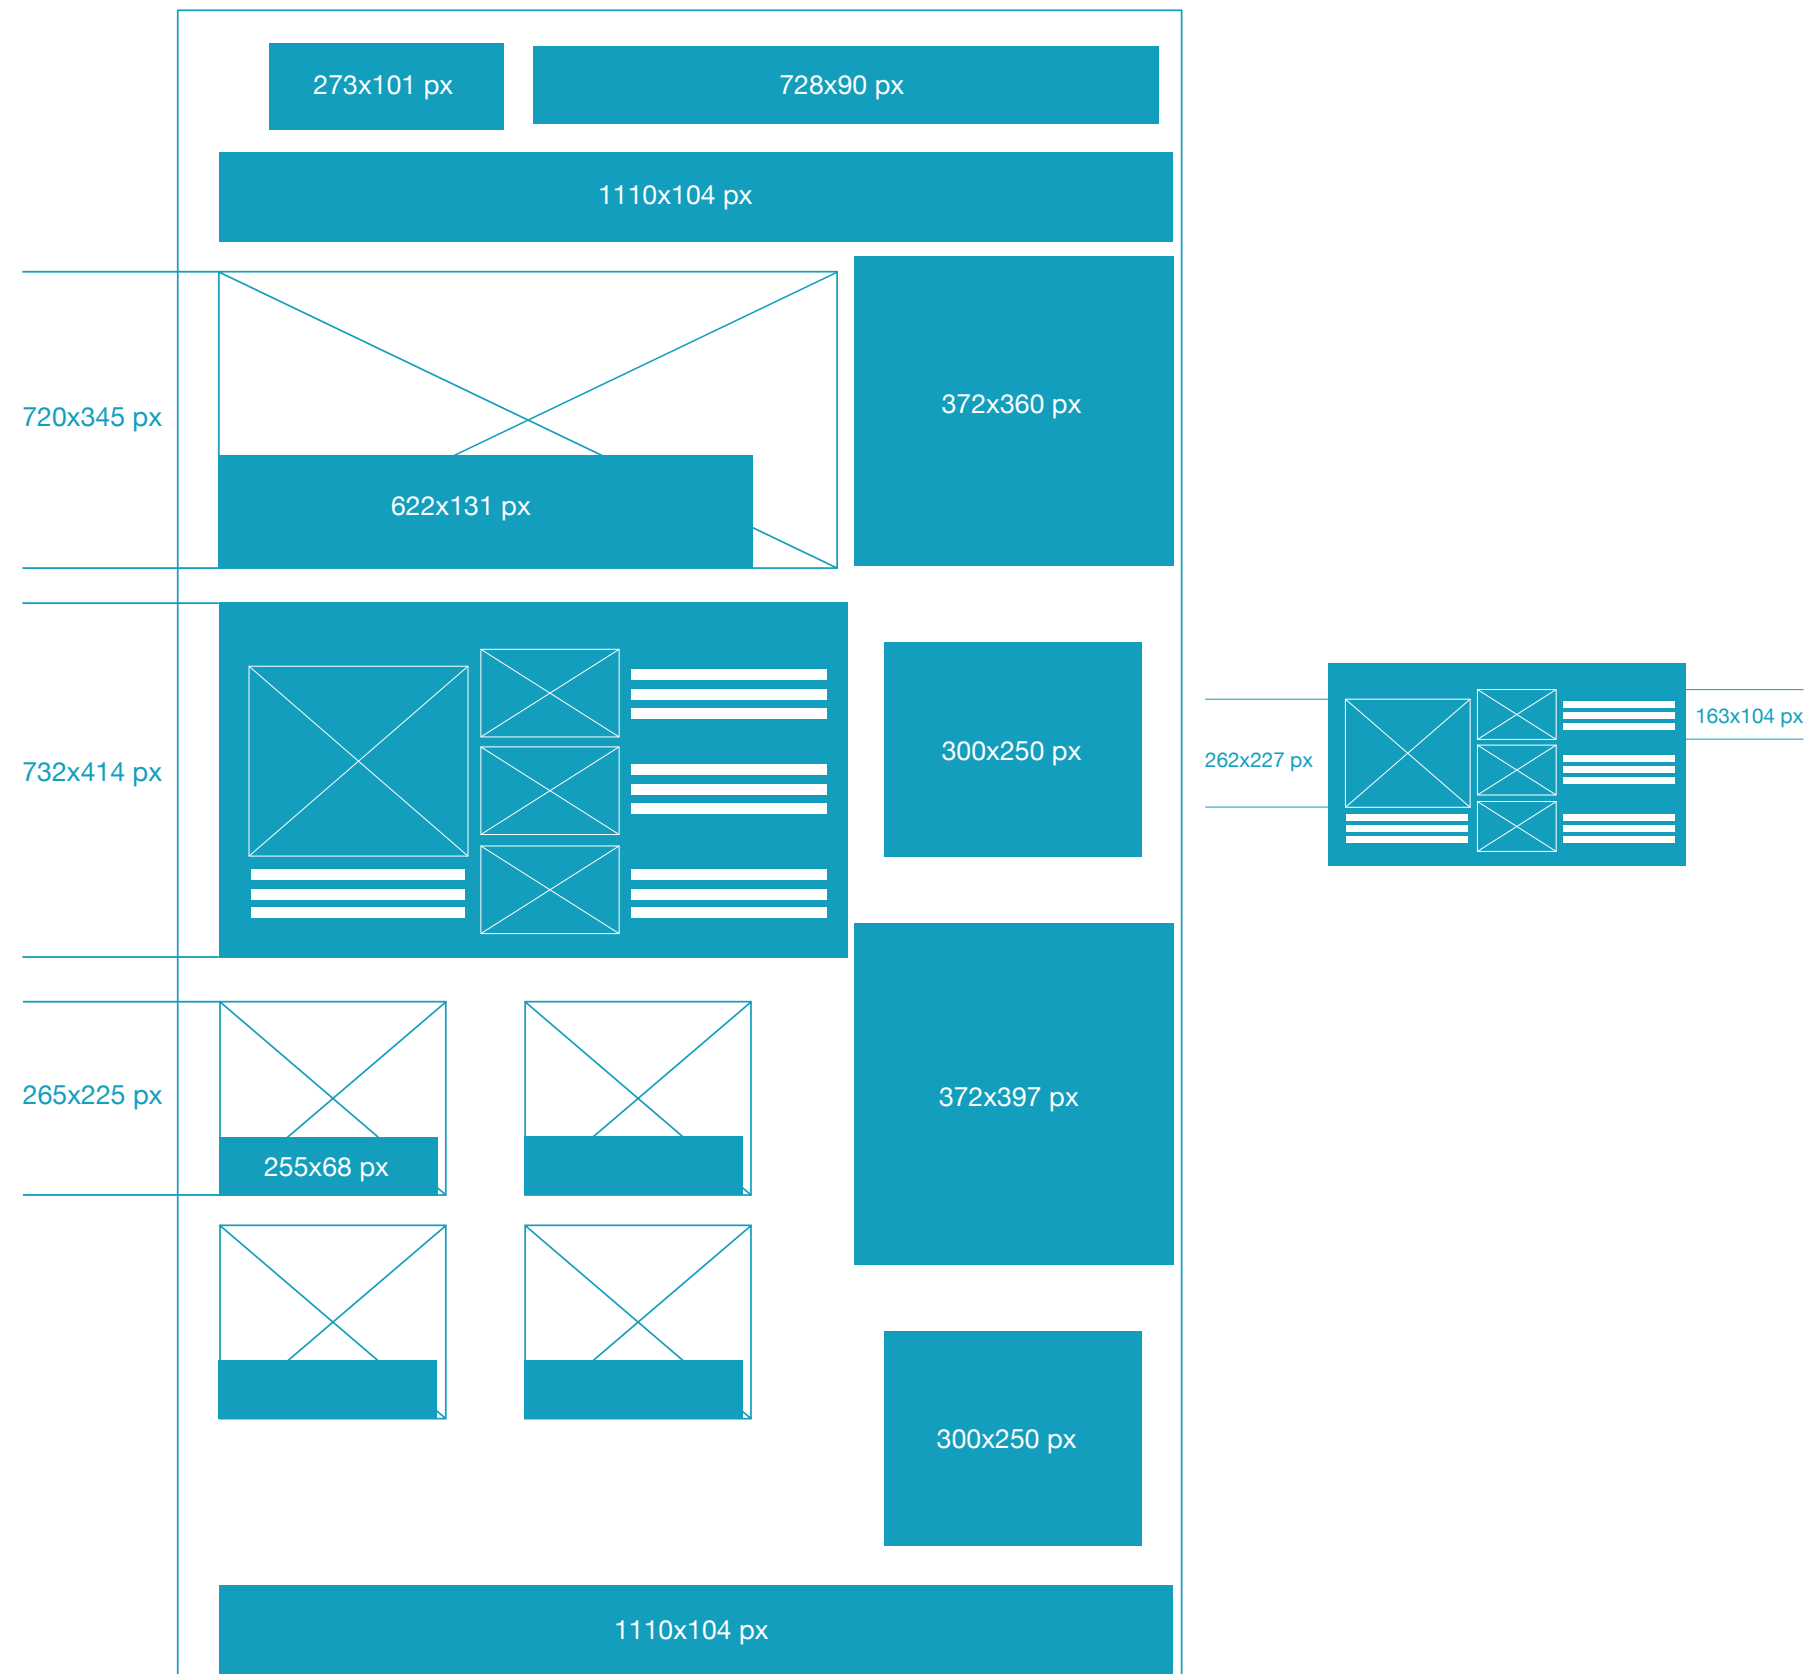 273x101 px
728x90 px
1110x104 px
720x345 px
372x360 px
622x131 px
732x414 px
300x250 px
262x227 px
163x104 px
265x225 px
372x397 px
255x68 px
300x250 px
1110x104 px